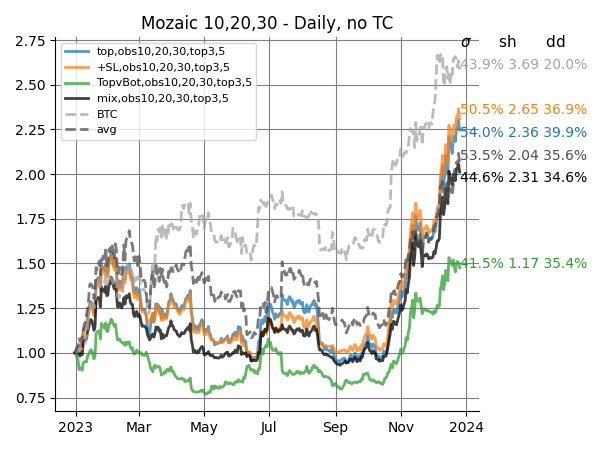 Mozaic 10,20,30 - Daily, no TC
σ sh dd
top,obs10,20,30,top3,5
+SL,obs10,20,30,top3,5
TopvBot,obs10,20,30,top3,5
mix,obs10,20,30,top3,5
BTC
avg
43.9% 3.69 20.0%
50.5% 2.65 36.9%
54.0% 2.36 39.9%
53.5% 2.04 35.6%
44.6% 2.31 34.6%
41.5% 1.17 35.4%
2.75
2.50
2.25
2.00
1.75
1.50
1.25
1.00
0.75
2023 Mar May Jul Sep Nov 2024